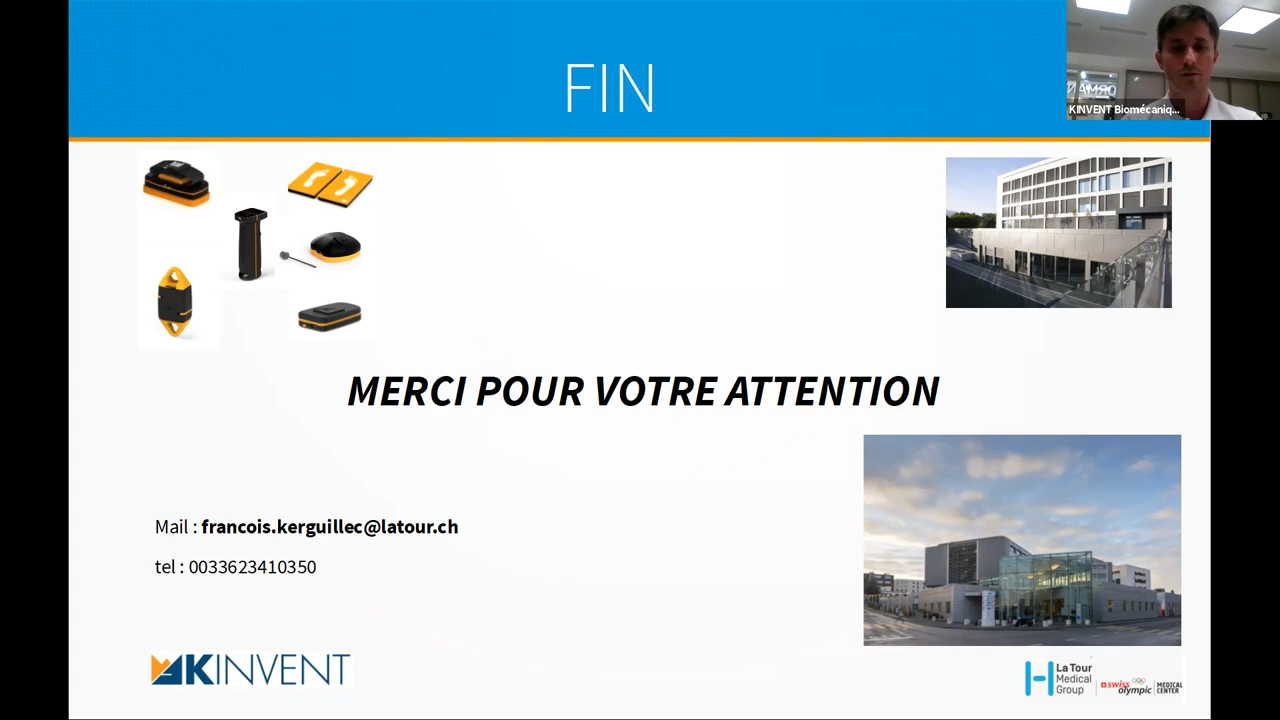 FIN
KINVENT Biomécaniq...
MERCI POUR VOTRE ATTENTION
Mail : francois.kerguillec@latour.ch
tel : 0033623410350
KINVENT
La Tour
Medical
Group
swiss
olympic
MEDICAL
CENTER